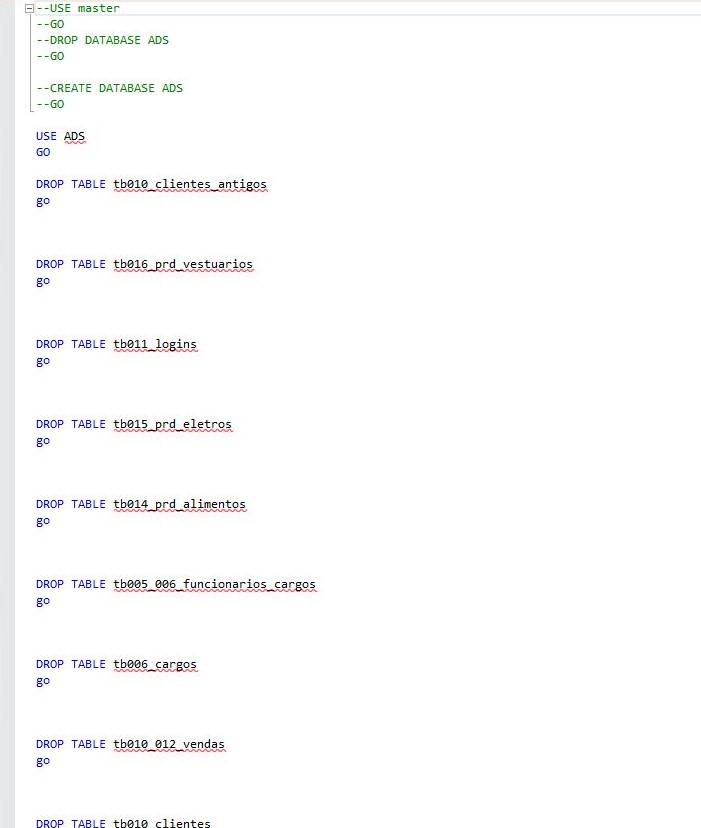 --USE master
--GO
--DROP DATABASE ADS
--GO
--CREATE DATABASE ADS
--GO
USE ADS
GO
DROP TABLE tb010_clientes_antigos
go
DROP TABLE tb016_prd_vestuarios
go
DROP TABLE tb011_logins
go
DROP TABLE tb015_prd_eletros
go
DROP TABLE tb014_prd_alimentos
go
DROP TABLE tb005_006_funcionarios_cargos
go
DROP TABLE tb006_cargos
go
DROP TABLE tb010_012_vendas
go
DROP TABLE tb010_clientes